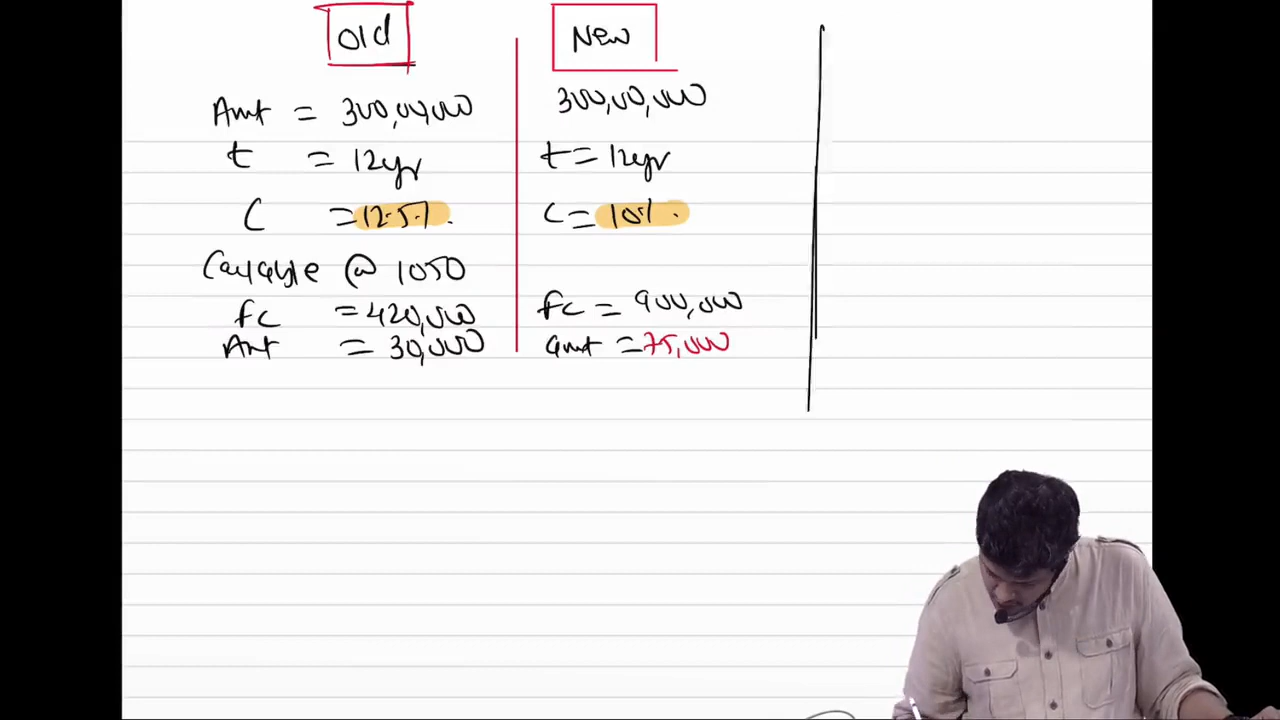 Old
New
Amt = 300,00,000
300,00,000
t = 12yr
t = 12yr
C = 12.5%.
C = 10%.
Callable @ 1050
fc = 420,000
fc = 900,000
Amt = 30,000
amt = 75,000